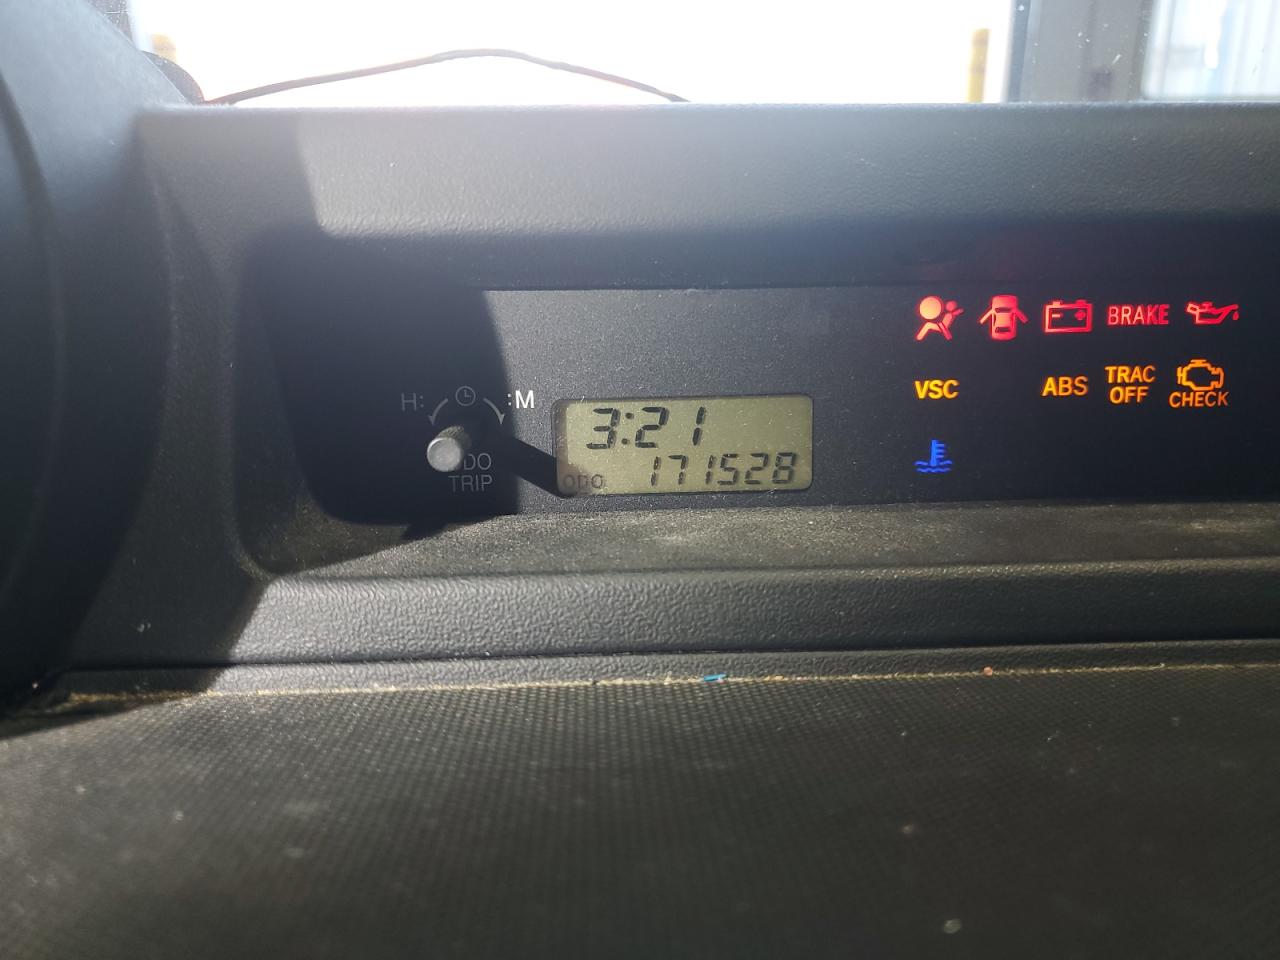 H: :M
ODO
TRIP
3:21
ODO 171528
BRAKE
VSC ABS TRAC OFF CHECK